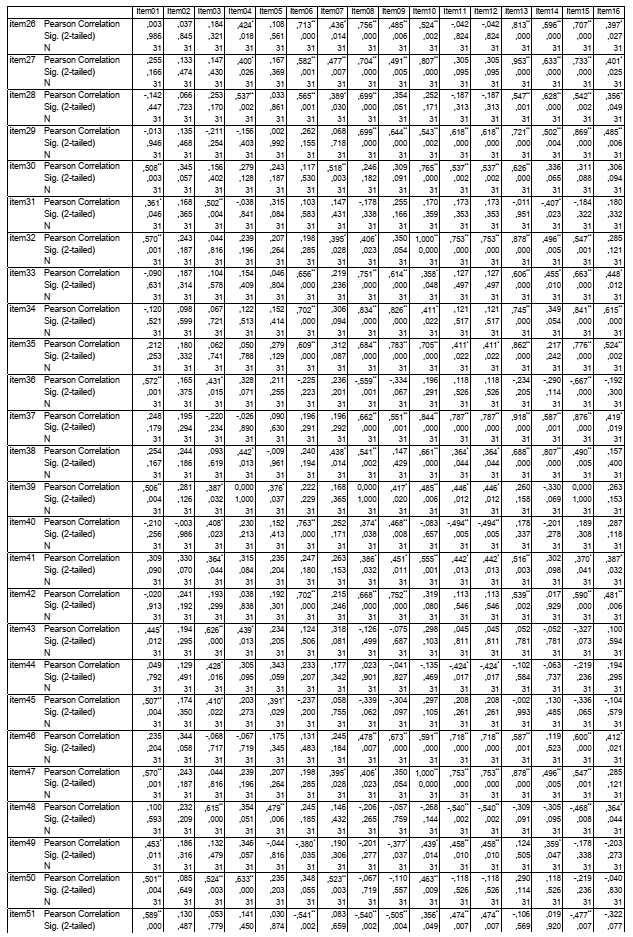 Item01 Item02 Item03 Item04 Item05 Item06 Item07 Item08 Item09 Item10 Item11 Item12 Item13 Item14 Item15 Item16
item26 Pearson Correlation ,003 ,037 ,184 ,424* ,108 ,713** ,436* ,756** ,485** ,524** -,042 -,042 ,813** ,596** ,707** ,397*
Sig. (2-tailed) ,986 ,845 ,321 ,018 ,561 ,000 ,014 ,000 ,006 ,002 ,824 ,824 ,000 ,000 ,000 ,027
N 31 31 31 31 31 31 31 31 31 31 31 31 31 31 31 31
item27 Pearson Correlation ,255 ,133 ,147 ,400* ,167 ,582** ,477** ,704** ,491** ,807** ,305 ,305 ,953** ,633** ,733** ,401*
Sig. (2-tailed) ,166 ,474 ,430 ,026 ,369 ,001 ,007 ,000 ,005 ,000 ,095 ,095 ,000 ,000 ,000 ,025
N 31 31 31 31 31 31 31 31 31 31 31 31 31 31 31 31
item28 Pearson Correlation -,142 ,066 ,253 ,537** ,033 ,565** ,389* ,699** ,354 ,252 -,187 -,187 ,547** ,628** ,542** ,356*
Sig. (2-tailed) ,447 ,723 ,170 ,002 ,861 ,001 ,030 ,000 ,051 ,171 ,313 ,313 ,001 ,000 ,002 ,049
N 31 31 31 31 31 31 31 31 31 31 31 31 31 31 31 31
item29 Pearson Correlation -,013 ,135 -,211 -,156 ,002 ,262 ,068 ,699** ,644** ,543** ,618** ,618** ,721** ,502** ,869** ,485**
Sig. (2-tailed) ,946 ,468 ,254 ,403 ,992 ,155 ,718 ,000 ,000 ,002 ,000 ,000 ,000 ,004 ,000 ,006
N 31 31 31 31 31 31 31 31 31 31 31 31 31 31 31 31
item30 Pearson Correlation ,508** ,345 ,156 ,279 ,243 ,117 ,518** ,246 ,309 ,765** ,537** ,537** ,626** ,336 ,311 ,306
Sig. (2-tailed) ,003 ,057 ,402 ,128 ,187 ,530 ,003 ,182 ,091 ,000 ,002 ,002 ,000 ,065 ,088 ,094
N 31 31 31 31 31 31 31 31 31 31 31 31 31 31 31 31
item31 Pearson Correlation ,361* ,168 ,502** -,038 ,315 ,103 ,147 -,178 ,255 ,170 ,173 ,173 -,011 -,407* -,184 ,180
Sig. (2-tailed) ,046 ,365 ,004 ,841 ,084 ,583 ,431 ,338 ,166 ,359 ,353 ,353 ,951 ,023 ,322 ,332
N 31 31 31 31 31 31 31 31 31 31 31 31 31 31 31 31
item32 Pearson Correlation ,570** ,243 ,044 ,239 ,207 ,198 ,395* ,406* ,350 1,000** ,753** ,753** ,878** ,496** ,547** ,285
Sig. (2-tailed) ,001 ,187 ,816 ,196 ,264 ,285 ,028 ,023 ,054 0,000 ,000 ,000 ,000 ,005 ,001 ,121
N 31 31 31 31 31 31 31 31 31 31 31 31 31 31 31 31
item33 Pearson Correlation -,090 ,187 ,104 ,154 ,046 ,656** ,219 ,751** ,614** ,358* ,127 ,127 ,606** ,455* ,663** ,448*
Sig. (2-tailed) ,631 ,314 ,578 ,409 ,804 ,000 ,236 ,000 ,000 ,048 ,497 ,497 ,000 ,010 ,000 ,012
N 31 31 31 31 31 31 31 31 31 31 31 31 31 31 31 31
item34 Pearson Correlation -,120 ,098 ,067 ,122 ,152 ,702** ,306 ,834** ,826** ,411* ,121 ,121 ,745** ,349 ,841** ,615**
Sig. (2-tailed) ,521 ,599 ,721 ,513 ,414 ,000 ,094 ,000 ,000 ,022 ,517 ,517 ,000 ,054 ,000 ,000
N 31 31 31 31 31 31 31 31 31 31 31 31 31 31 31 31
item35 Pearson Correlation ,212 ,180 ,062 ,050 ,279 ,609** ,312 ,684** ,783** ,705** ,411* ,411* ,862** ,217 ,776** ,524**
Sig. (2-tailed) ,253 ,332 ,741 ,788 ,129 ,000 ,087 ,000 ,000 ,000 ,022 ,022 ,000 ,242 ,000 ,002
N 31 31 31 31 31 31 31 31 31 31 31 31 31 31 31 31
item36 Pearson Correlation ,572** ,165 ,431* ,328 ,211 -,225 ,236 -,559** -,334 ,196 ,118 ,118 -,234 -,290 -,667** -,192
Sig. (2-tailed) ,001 ,375 ,015 ,071 ,255 ,223 ,201 ,001 ,067 ,291 ,526 ,526 ,205 ,114 ,000 ,300
N 31 31 31 31 31 31 31 31 31 31 31 31 31 31 31 31
item37 Pearson Correlation ,248 ,195 -,220 -,026 ,090 ,196 ,196 ,662** ,551** ,844** ,787** ,787** ,918** ,587** ,876** ,419*
Sig. (2-tailed) ,179 ,294 ,234 ,890 ,630 ,291 ,292 ,000 ,001 ,000 ,000 ,000 ,000 ,001 ,000 ,019
N 31 31 31 31 31 31 31 31 31 31 31 31 31 31 31 31
item38 Pearson Correlation ,254 ,244 ,093 ,442* -,009 ,240 ,438* ,541** ,147 ,661** ,364* ,364* ,688** ,807** ,490** ,157
Sig. (2-tailed) ,167 ,186 ,619 ,013 ,961 ,194 ,014 ,002 ,429 ,000 ,044 ,044 ,000 ,000 ,005 ,400
N 31 31 31 31 31 31 31 31 31 31 31 31 31 31 31 31
item39 Pearson Correlation ,506** ,281 ,387* 0,000 ,376* ,222 ,168 0,000 ,417* ,485** ,446* ,446* ,260 -,330 0,000 ,263
Sig. (2-tailed) ,004 ,126 ,032 1,000 ,037 ,229 ,365 1,000 ,020 ,006 ,012 ,012 ,158 ,069 1,000 ,153
N 31 31 31 31 31 31 31 31 31 31 31 31 31 31 31 31
item40 Pearson Correlation -,210 -,003 ,408* ,230 ,152 ,763** ,252 ,374* ,468** -,083 -,494** -,494** ,178 -,201 ,189 ,287
Sig. (2-tailed) ,256 ,986 ,023 ,213 ,413 ,000 ,171 ,038 ,008 ,657 ,005 ,005 ,337 ,278 ,308 ,118
N 31 31 31 31 31 31 31 31 31 31 31 31 31 31 31 31
item41 Pearson Correlation ,309 ,330 ,364* ,315 ,235 ,247 ,263 ,386* ,451* ,555** ,442* ,442* ,516** ,302 ,370* ,387*
Sig. (2-tailed) ,090 ,070 ,044 ,084 ,204 ,180 ,153 ,032 ,011 ,001 ,013 ,013 ,003 ,098 ,041 ,032
N 31 31 31 31 31 31 31 31 31 31 31 31 31 31 31 31
item42 Pearson Correlation -,020 ,241 ,193 ,038 ,192 ,702** ,215 ,668** ,752** ,319 ,113 ,113 ,539** ,017 ,590** ,481**
Sig. (2-tailed) ,913 ,192 ,299 ,838 ,301 ,000 ,246 ,000 ,000 ,080 ,546 ,546 ,002 ,929 ,000 ,006
N 31 31 31 31 31 31 31 31 31 31 31 31 31 31 31 31
item43 Pearson Correlation ,445* ,194 ,626** ,439* ,234 ,124 ,318 -,126 -,075 ,298 ,045 ,045 ,052 -,052 -,327 ,100
Sig. (2-tailed) ,012 ,295 ,000 ,013 ,205 ,506 ,081 ,499 ,687 ,103 ,811 ,811 ,781 ,781 ,073 ,594
N 31 31 31 31 31 31 31 31 31 31 31 31 31 31 31 31
item44 Pearson Correlation ,049 ,129 ,428* ,305 ,343 ,233 ,177 ,023 -,041 -,135 -,424* -,424* -,102 -,063 -,219 ,194
Sig. (2-tailed) ,792 ,491 ,016 ,095 ,059 ,207 ,342 ,901 ,827 ,469 ,017 ,017 ,584 ,737 ,236 ,295
N 31 31 31 31 31 31 31 31 31 31 31 31 31 31 31 31
item45 Pearson Correlation ,507** ,174 ,410* ,203 ,391* -,237 ,058 -,339 -,304 ,297 ,208 ,208 -,002 ,130 -,336 -,104
Sig. (2-tailed) ,004 ,350 ,022 ,273 ,029 ,200 ,755 ,062 ,097 ,105 ,261 ,261 ,993 ,485 ,065 ,579
N 31 31 31 31 31 31 31 31 31 31 31 31 31 31 31 31
item46 Pearson Correlation ,235 ,344 -,068 -,067 ,175 ,131 ,245 ,478** ,673** ,591** ,718** ,718** ,587** ,119 ,600** ,412*
Sig. (2-tailed) ,204 ,058 ,717 ,719 ,345 ,483 ,184 ,007 ,000 ,000 ,000 ,000 ,001 ,523 ,000 ,021
N 31 31 31 31 31 31 31 31 31 31 31 31 31 31 31 31
item47 Pearson Correlation ,570** ,243 ,044 ,239 ,207 ,198 ,395* ,406* ,350 1,000** ,753** ,753** ,878** ,496** ,547** ,285
Sig. (2-tailed) ,001 ,187 ,816 ,196 ,264 ,285 ,028 ,023 ,054 0,000 ,000 ,000 ,000 ,005 ,001 ,121
N 31 31 31 31 31 31 31 31 31 31 31 31 31 31 31 31
item48 Pearson Correlation ,100 ,232 ,615** ,354 ,479** ,245 ,146 -,206 -,057 -,268 -,540** -,540** -,309 -,305 -,468** ,364*
Sig. (2-tailed) ,593 ,209 ,000 ,051 ,006 ,185 ,432 ,265 ,759 ,144 ,002 ,002 ,091 ,095 ,008 ,044
N 31 31 31 31 31 31 31 31 31 31 31 31 31 31 31 31
item49 Pearson Correlation ,453* ,186 ,132 ,346 -,044 -,380* ,190 -,201 -,377* ,439* ,458** ,458** ,124 ,359* -,178 -,203
Sig. (2-tailed) ,011 ,316 ,479 ,057 ,816 ,035 ,306 ,277 ,037 ,014 ,010 ,010 ,505 ,047 ,338 ,273
N 31 31 31 31 31 31 31 31 31 31 31 31 31 31 31 31
item50 Pearson Correlation ,501** ,085 ,524** ,633** ,235 ,348 ,523** -,067 -,110 ,463** -,118 -,118 ,290 ,118 -,219 -,040
Sig. (2-tailed) ,004 ,649 ,003 ,000 ,203 ,055 ,003 ,719 ,557 ,009 ,526 ,526 ,114 ,526 ,236 ,830
N 31 31 31 31 31 31 31 31 31 31 31 31 31 31 31 31
item51 Pearson Correlation ,589** ,130 ,053 ,141 ,030 -,541** ,083 -,540** -,505** ,356* ,474** ,474** -,106 ,019 -,477** -,322
Sig. (2-tailed) ,000 ,487 ,779 ,450 ,874 ,002 ,659 ,002 ,004 ,049 ,007 ,007 ,569 ,920 ,007 ,077